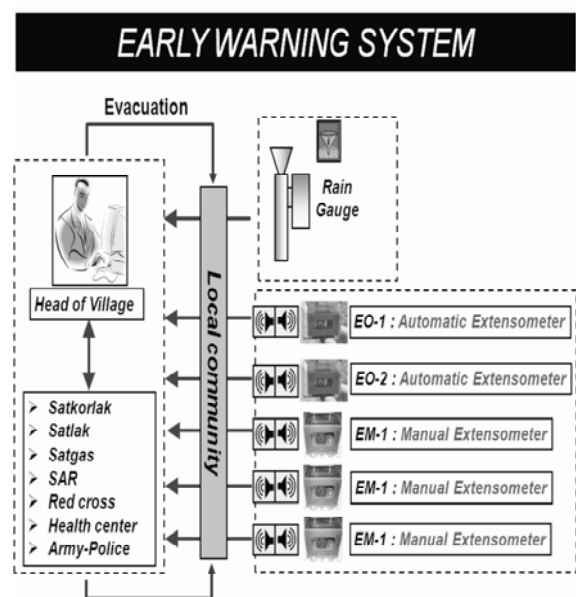 EARLY WARNING SYSTEM
Evacuation
Rain
Gauge
Head of Village
Local community
EO-1 : Automatic Extensometer
EO-2 : Automatic Extensometer
EM-1 : Manual Extensometer
EM-1 : Manual Extensometer
EM-1 : Manual Extensometer
➢ Satkorlak
➢ Satlak
➢ Satgas
➢ SAR
➢ Red cross
➢ Health center
➢ Army-Police